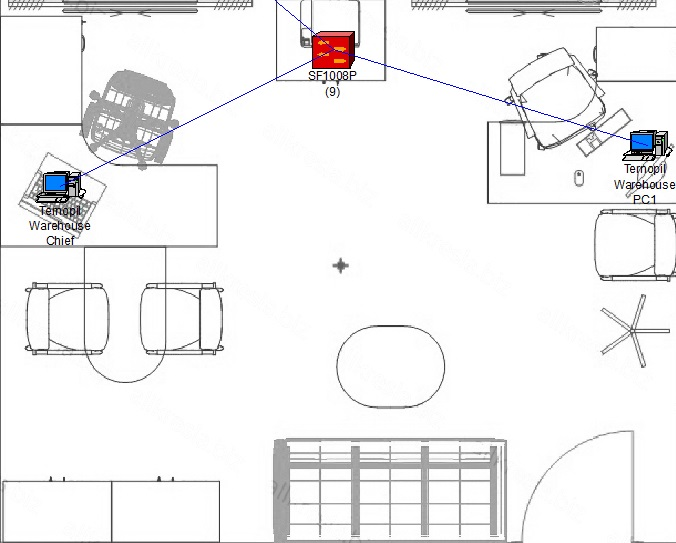 SF1008P
(9)
Ternopil
Warehouse
Chief
Ternopil
Warehouse
PC1